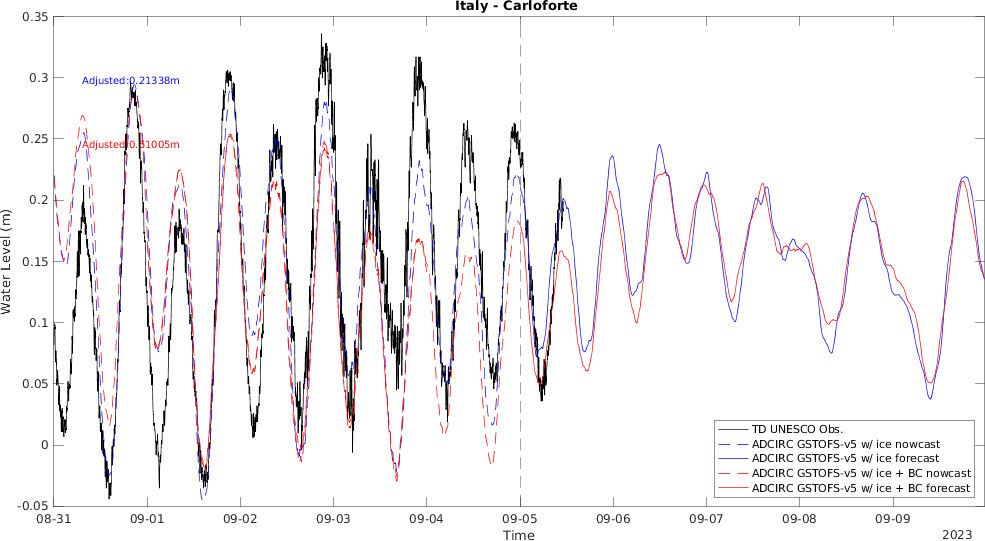 Italy - Carloforte
0.35
0.3
0.25
0.2
0.15
0.1
0.05
0
-0.05
Water Level (m)
Adjusted:0.21338m
Adjusted:0.31005m
TD UNESCO Obs.
ADCIRC GSTOFS-v5 w/ ice nowcast
ADCIRC GSTOFS-v5 w/ ice forecast
ADCIRC GSTOFS-v5 w/ ice + BC nowcast
ADCIRC GSTOFS-v5 w/ ice + BC forecast
08-31 09-01 09-02 09-03 09-04 09-05 09-06 09-07 09-08 09-09
Time
2023